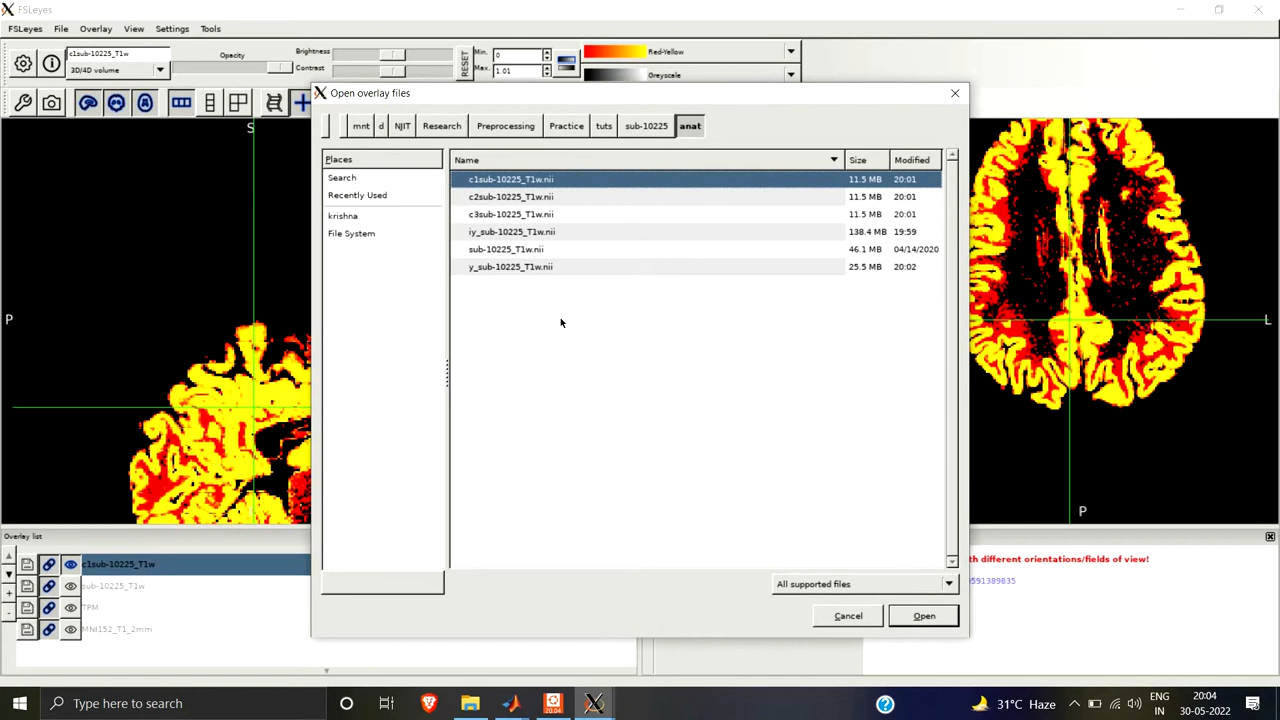 FSLeyes
FSLeyes File Overlay View Settings Tools
c1sub-10225_T1w
3D/4D volume
Opacity
Brightness
Contrast
RESET
Min. 0
Max. 1.01
Red-Yellow
Greyscale
Open overlay files
mnt d NJIT Research Preprocessing Practice tuts sub-10225 anat
Places
Search
Recently Used
krishna
File System
Name Size Modified
c1sub-10225_T1w.nii 11.5 MB 20:01
c2sub-10225_T1w.nii 11.5 MB 20:01
c3sub-10225_T1w.nii 11.5 MB 20:01
iy_sub-10225_T1w.nii 138.4 MB 19:59
sub-10225_T1w.nii 46.1 MB 04/14/2020
y_sub-10225_T1w.nii 25.5 MB 20:02
All supported files
Cancel Open
S
P
L
P
Overlay list
c1sub-10225_T1w
sub-10225_T1w
TPM
MNI152_T1_2mm
th different orientations/fields of view!
591389835
Type here to search
20.04
31°C Haze
ENG
IN
20:04
30-05-2022